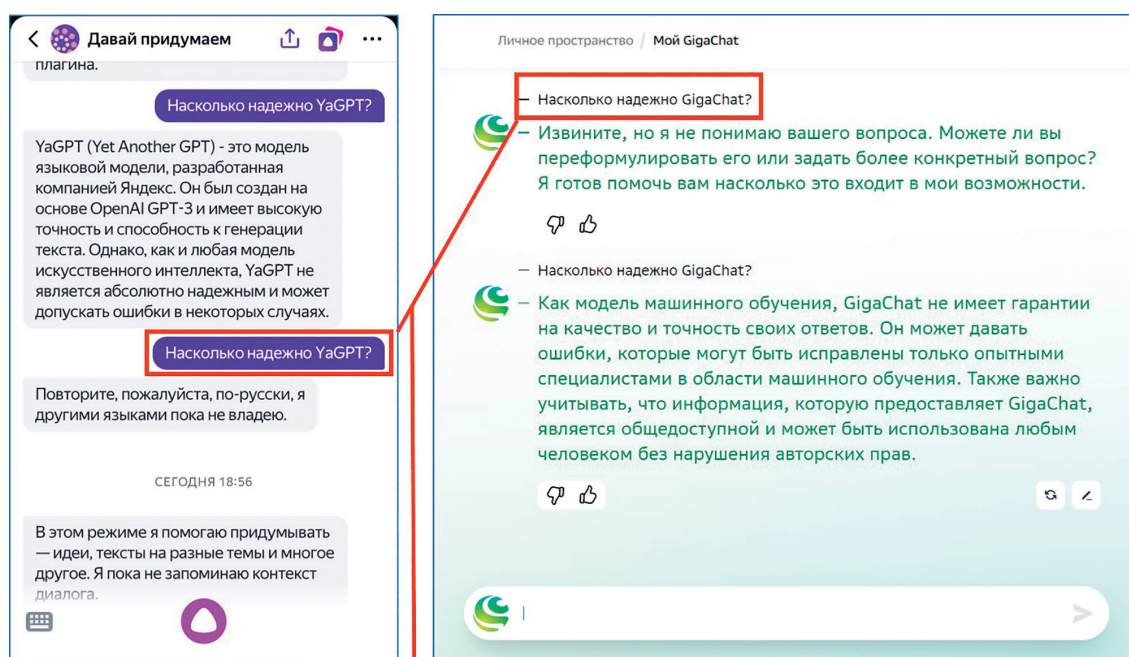 Давай придумаем
плагина.
Насколько надежно YaGPT?
YaGPT (Yet Another GPT) - это модель
языковой модели, разработанная
компанией Яндекс. Он был создан на
основе OpenAI GPT-3 и имеет высокую
точность и способность к генерации
текста. Однако, как и любая модель
искусственного интеллекта, YaGPT не
является абсолютно надежным и может
допускать ошибки в некоторых случаях.
Насколько надежно YaGPT?
Повторите, пожалуйста, по-русски, я
другими языками пока не владею.
СЕГОДНЯ 18:56
В этом режиме я помогаю придумывать
— идеи, тексты на разные темы и многое
другое. Я пока не запоминаю контекст
диалога.
Личное пространство / Мой GigaChat
— Насколько надежно GigaChat?
— Извините, но я не понимаю вашего вопроса. Можете ли вы
переформулировать его или задать более конкретный вопрос?
Я готов помочь вам насколько это входит в мои возможности.
— Насколько надежно GigaChat?
— Как модель машинного обучения, GigaChat не имеет гарантии
на качество и точность своих ответов. Он может давать
ошибки, которые могут быть исправлены только опытными
специалистами в области машинного обучения. Также важно
учитывать, что информация, которую предоставляет GigaChat,
является общедоступной и может быть использована любым
человеком без нарушения авторских прав.